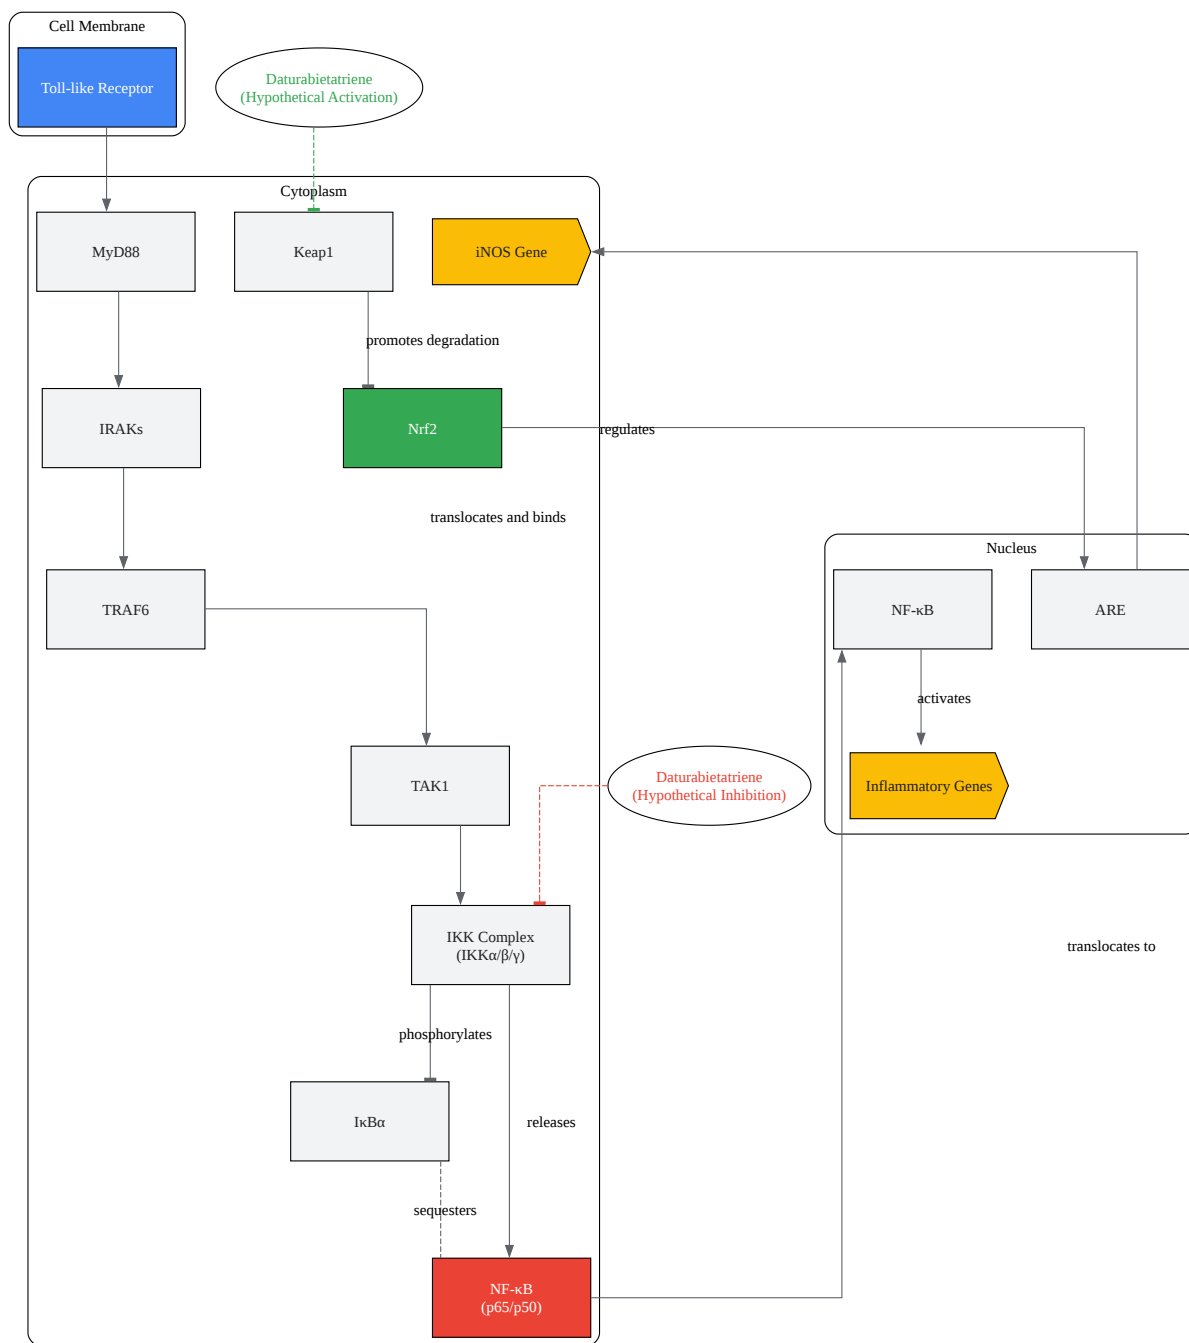 Cell Membrane
Toll-like Receptor
Daturabietatriene
(Hypothetical Activation)
Cytoplasm
MyD88
Keap1
iNOS Gene
promotes degradation
IRAKs
Nrf2
regulates
translocates and binds
Nucleus
TRAF6
NF-κB
ARE
activates
TAK1
Daturabietatriene
(Hypothetical Inhibition)
Inflammatory Genes
IKK Complex
(IKKα/β/γ)
translocates to
phosphorylates
IκBα
releases
sequesters
NF-κB
(p65/p50)